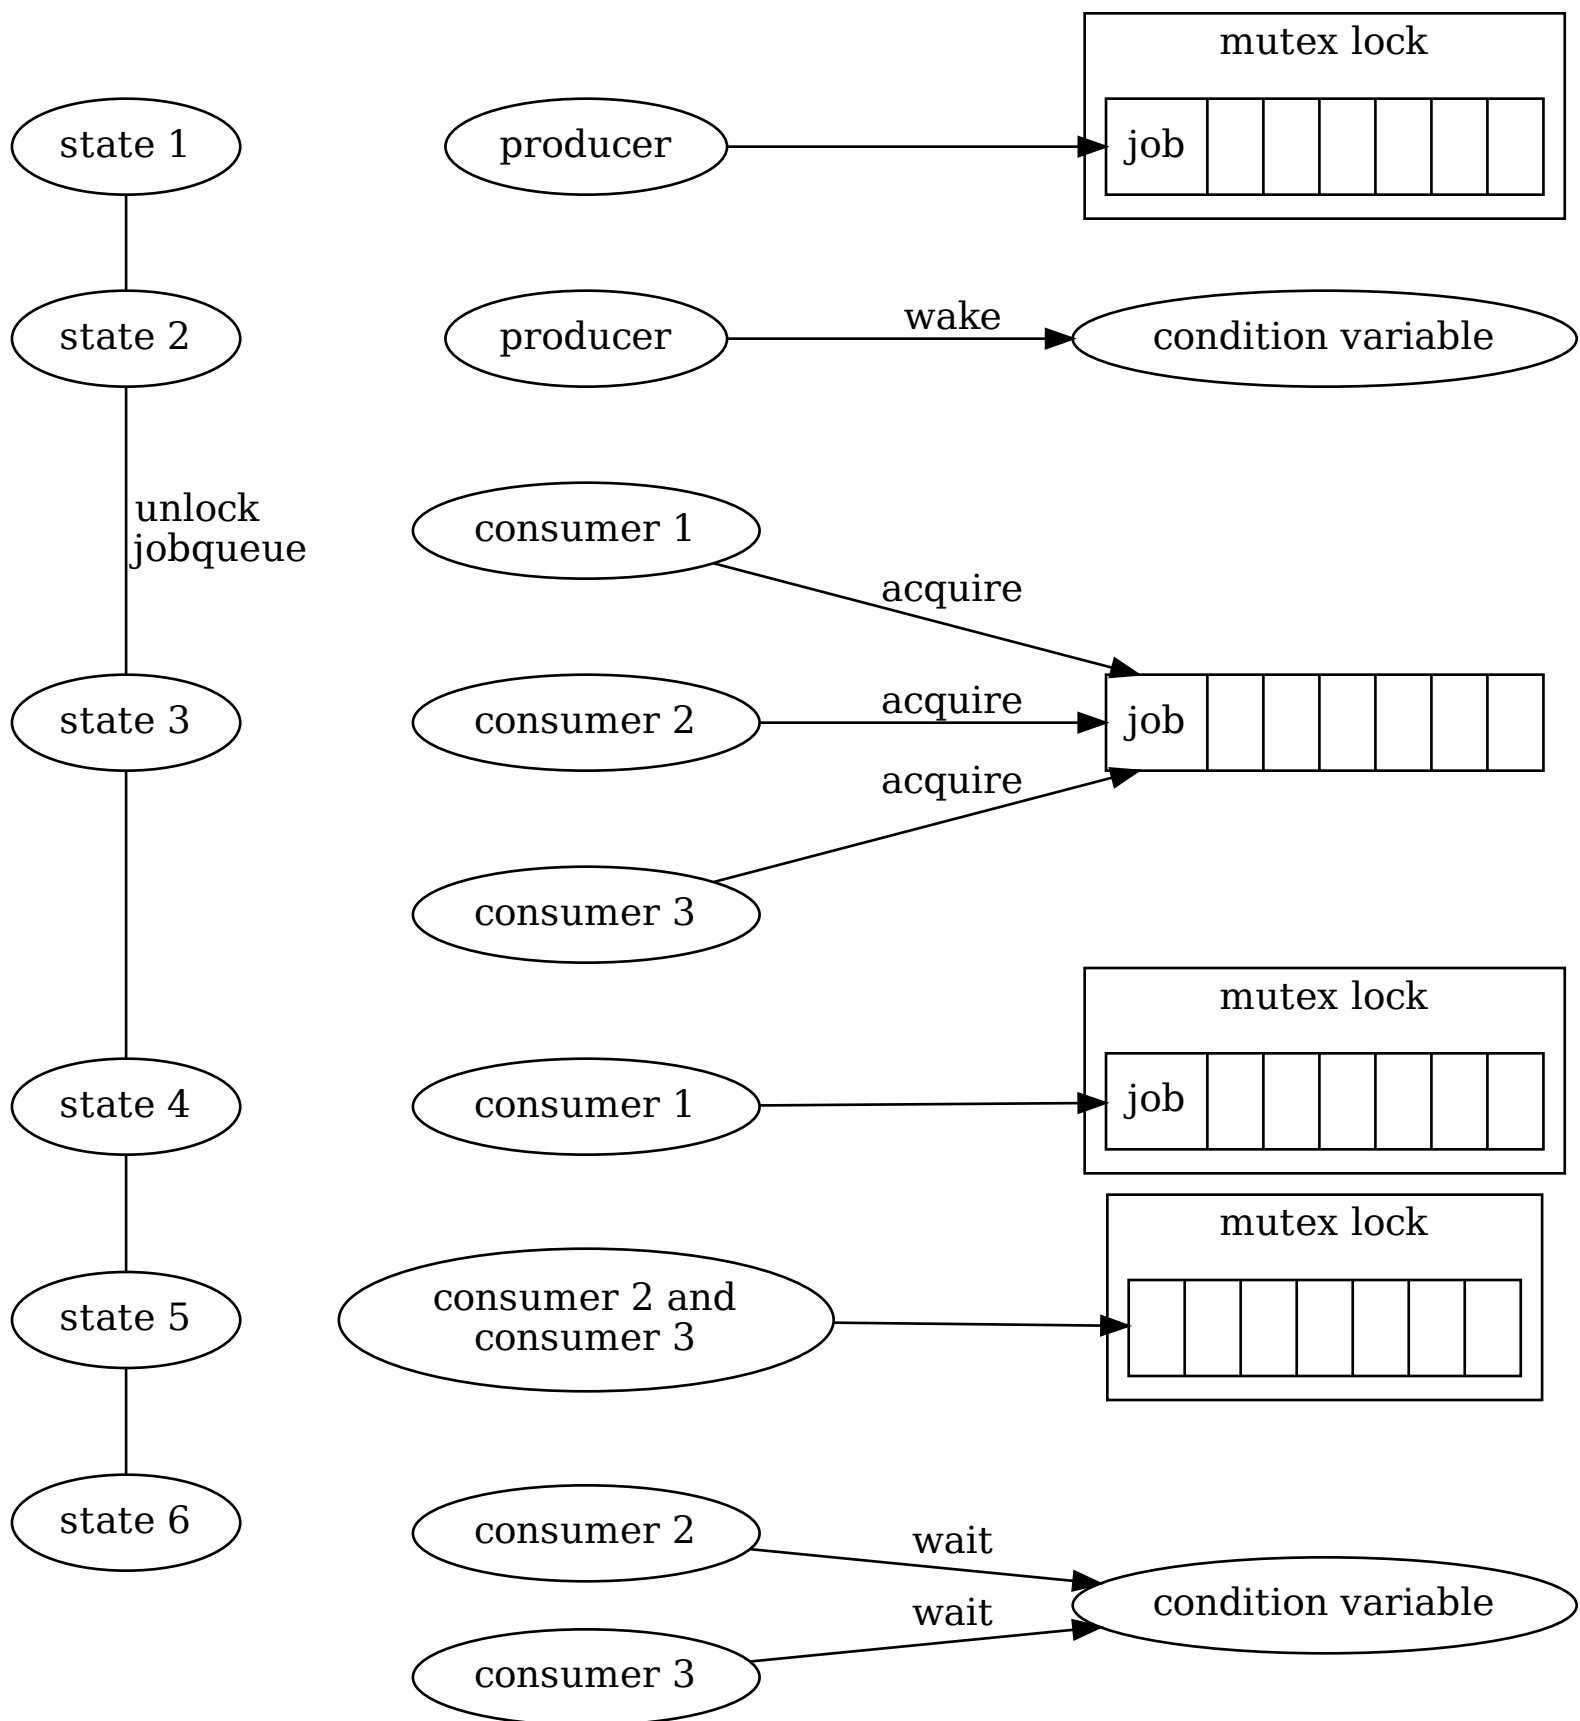 mutex lock
state 1
producer
job
state 2
producer
wake
condition variable
unlock
jobqueue
consumer 1
acquire
state 3
consumer 2
acquire
job
acquire
consumer 3
mutex lock
state 4
consumer 1
job
mutex lock
state 5
consumer 2 and
consumer 3
state 6
consumer 2
wait
condition variable
wait
consumer 3